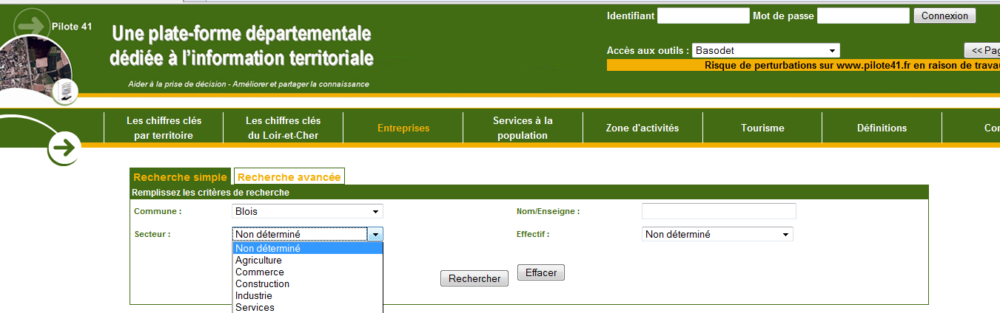 Pilote 41
Une plate-forme départementale
dédiée à l'information territoriale
Aider à la prise de décision - Améliorer et partager la connaissance
Identifiant Mot de passe Connexion
Accès aux outils : Basodet << Pag
Risque de perturbations sur www.pilote41.fr en raison de trava
Les chiffres clés
par territoire
Les chiffres clés
du Loir-et-Cher
Entreprises
Services à la
population
Zone d'activités
Tourisme
Définitions
Con
Recherche simple Recherche avancée
Remplissez les critères de recherche
Commune : Blois Nom/Enseigne :
Secteur : Non déterminé Effectif : Non déterminé
Non déterminé
Agriculture
Commerce
Construction
Industrie
Services
Rechercher Effacer